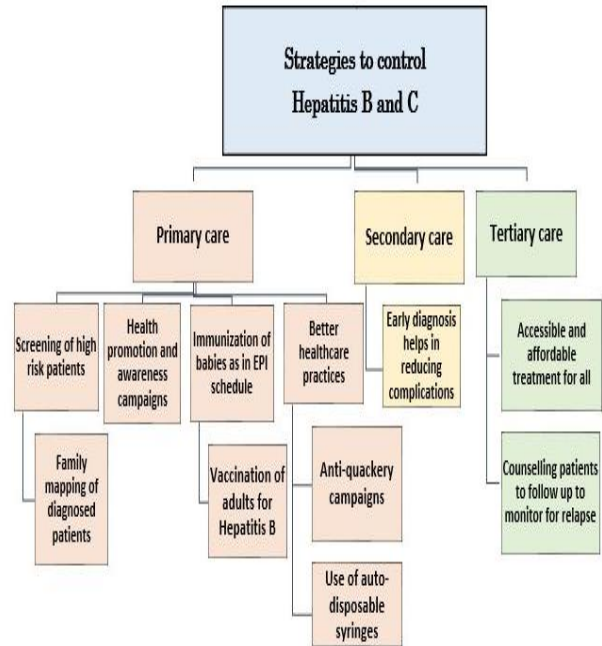 Strategies to control
Hepatitis B and C
Primary care
Secondary care
Tertiary care
Screening of high
risk patients
Health
promotion and
awareness
campaigns
Immunization of
babies as in EPI
schedule
Better
healthcare
practices
Early diagnosis
helps in
reducing
complications
Accessible and
affordable
treatment for
all
Family
mapping of
diagnosed
patients
Vaccination of
adults for
Hepatitis B
Anti-quackery
campaigns
Counselling patients
to follow up to
monitor for relapse
Use of auto-
disposable
syringes